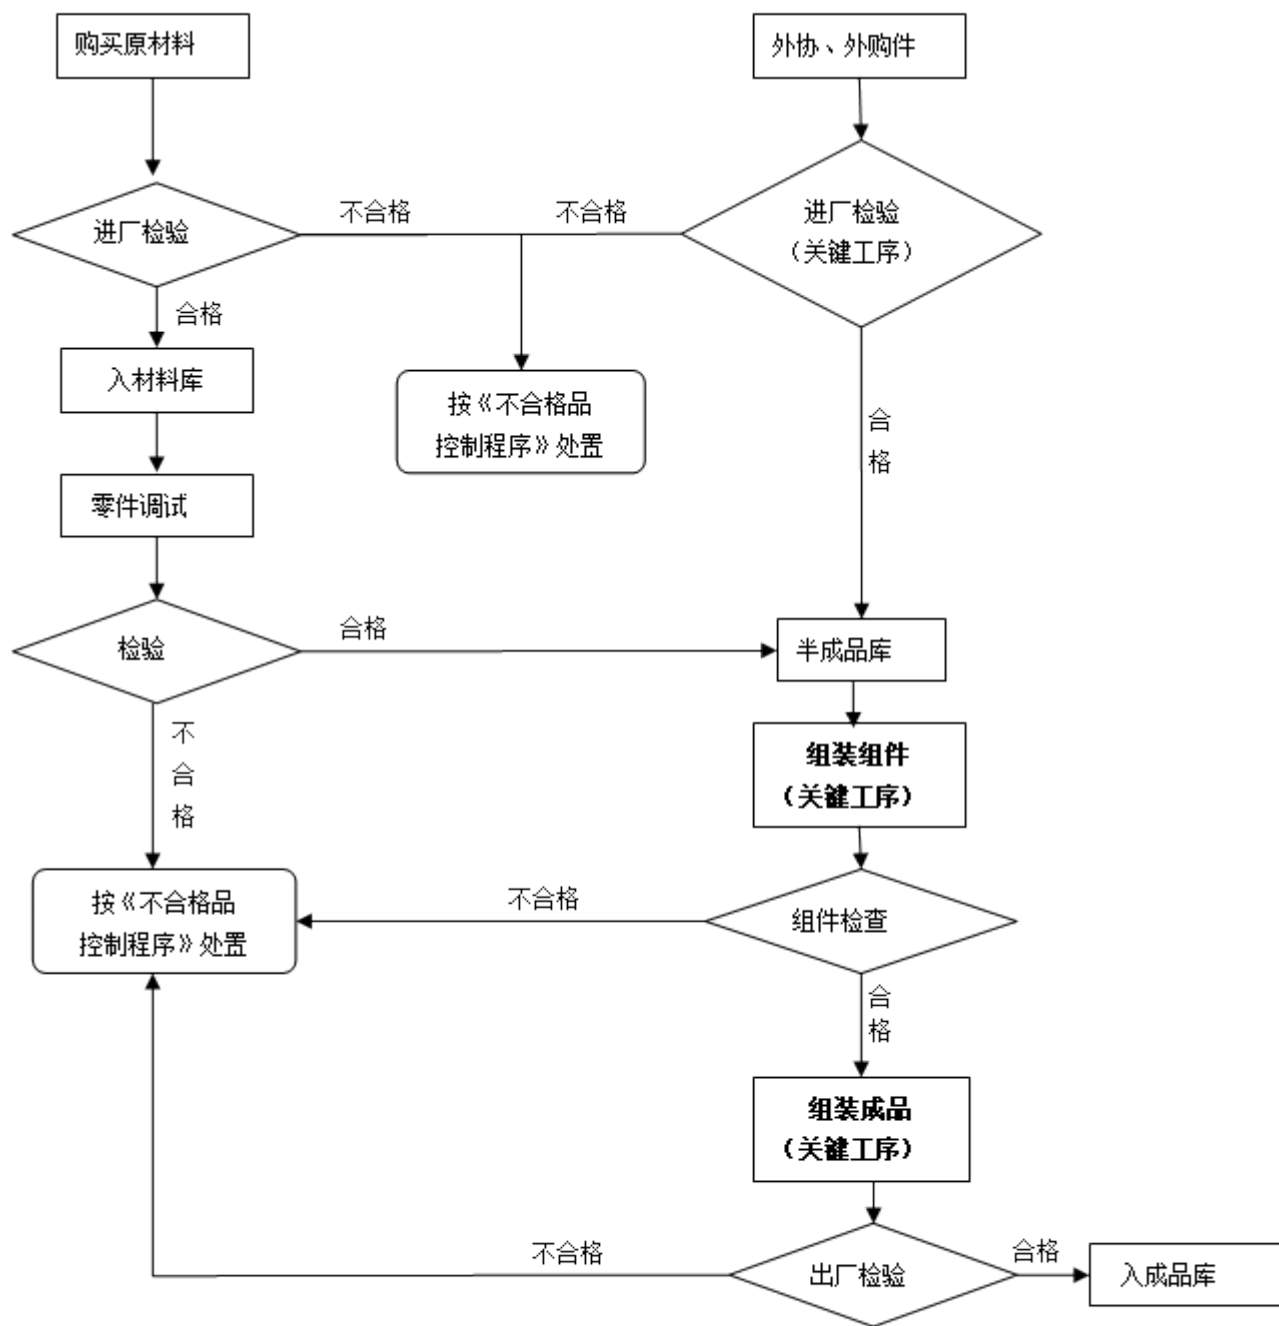 购买原材料
外协、外购件
进厂检验
不合格
不合格
进厂检验
（关键工序）
合格
入材料库
按《不合格品
控制程序》处置
合
格
零件调试
检验
合格
半成品库
不
合
格
组装组件
（关键工序）
按《不合格品
控制程序》处置
不合格
组件检查
合
格
组装成品
（关键工序）
不合格
出厂检验
合格
入成品库